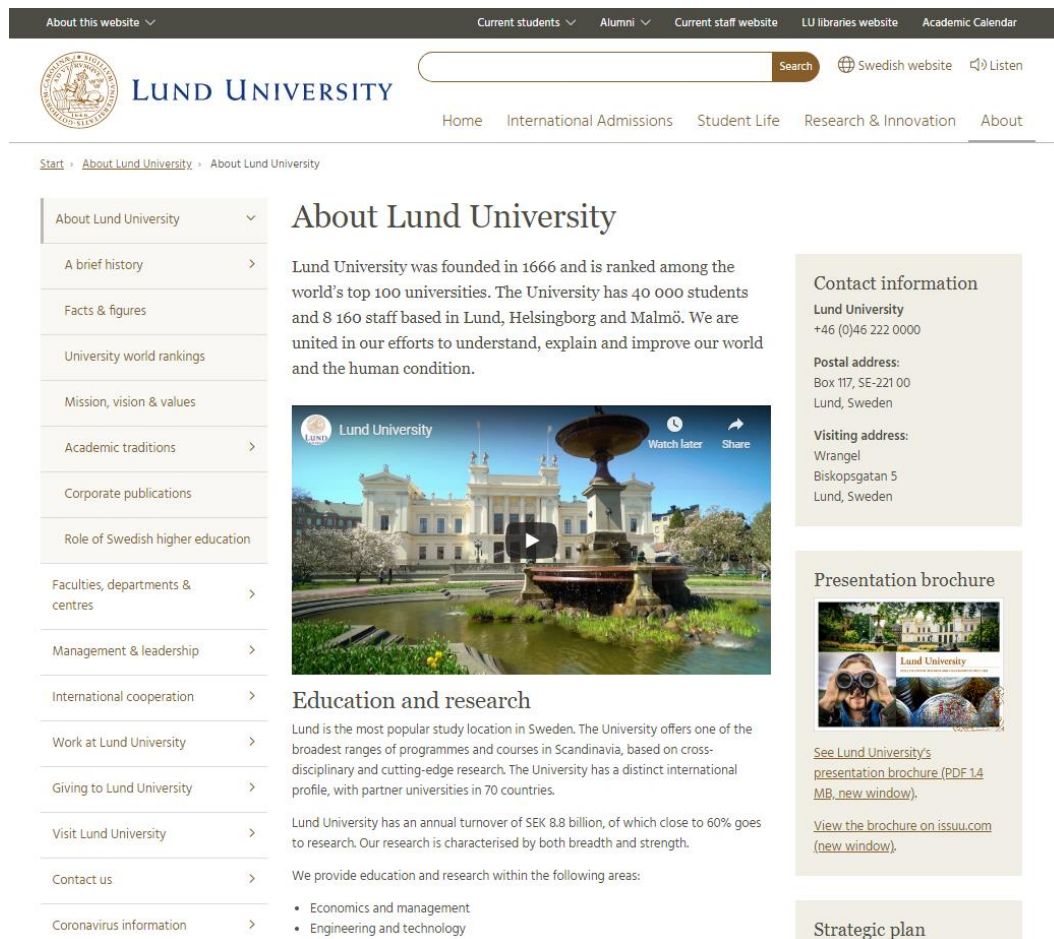 About this website
Current students
Alumni
Current staff website
LU libraries website
Academic Calendar
LUND UNIVERSITY
Search
Swedish website
Listen
Home
International Admissions
Student Life
Research & Innovation
About
Start › About Lund University › About Lund University
About Lund University
A brief history
Facts & figures
University world rankings
Mission, vision & values
Academic traditions
Corporate publications
Role of Swedish higher education
Faculties, departments &
centres
Management & leadership
International cooperation
Work at Lund University
Giving to Lund University
Visit Lund University
Contact us
Coronavirus information
About Lund University
Lund University was founded in 1666 and is ranked among the
world's top 100 universities. The University has 40 000 students
and 8 160 staff based in Lund, Helsingborg and Malmö. We are
united in our efforts to understand, explain and improve our world
and the human condition.
Lund University
Watch later
Share
Education and research
Lund is the most popular study location in Sweden. The University offers one of the
broadest ranges of programmes and courses in Scandinavia, based on cross-
disciplinary and cutting-edge research. The University has a distinct international
profile, with partner universities in 70 countries.
Lund University has an annual turnover of SEK 8.8 billion, of which close to 60% goes
to research. Our research is characterised by both breadth and strength.
We provide education and research within the following areas:
• Economics and management
• Engineering and technology
Contact information
Lund University
+46 (0)46 222 0000
Postal address:
Box 117, SE-221 00
Lund, Sweden
Visiting address:
Wrangel
Biskopsgatan 5
Lund, Sweden
Presentation brochure
Lund University
See Lund University's
presentation brochure (PDF 1.4
MB, new window).
View the brochure on issuu.com
(new window).
Strategic plan